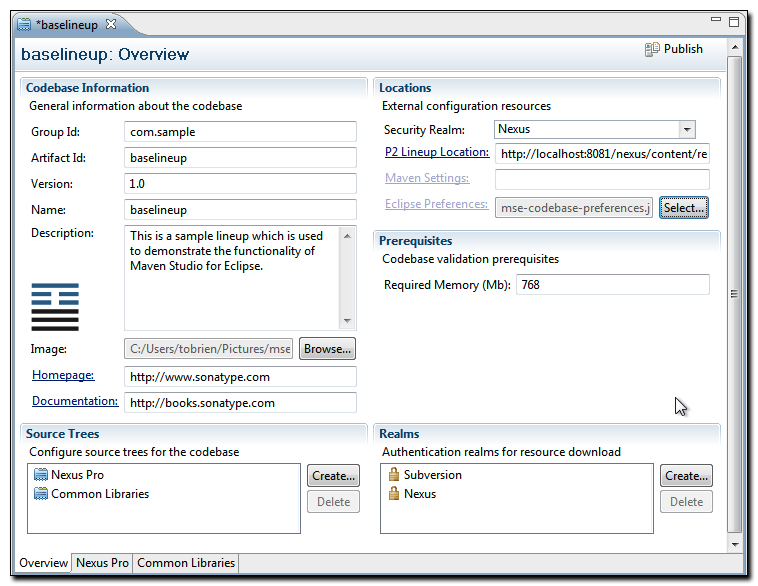 *baselineup
baselineup: Overview
Publish
Codebase Information
General information about the codebase
Group Id:
com.sample
Artifact Id:
baselineup
Version:
1.0
Name:
baselineup
Description:
This is a sample lineup which is used
to demonstrate the functionality of
Maven Studio for Eclipse.
Image:
C:/Users/tobrien/Pictures/mse
Browse...
Homepage:
http://www.sonatype.com
Documentation:
http://books.sonatype.com
Locations
External configuration resources
Security Realm:
Nexus
P2 Lineup Location:
http://localhost:8081/nexus/content/re
Maven Settings:
Eclipse Preferences:
mse-codebase-preferences.j
Select...
Prerequisites
Codebase validation prerequisites
Required Memory (Mb):
768
Source Trees
Configure source trees for the codebase
Nexus Pro
Common Libraries
Create...
Delete
Realms
Authentication realms for resource download
Subversion
Nexus
Create...
Delete
Overview
Nexus Pro
Common Libraries